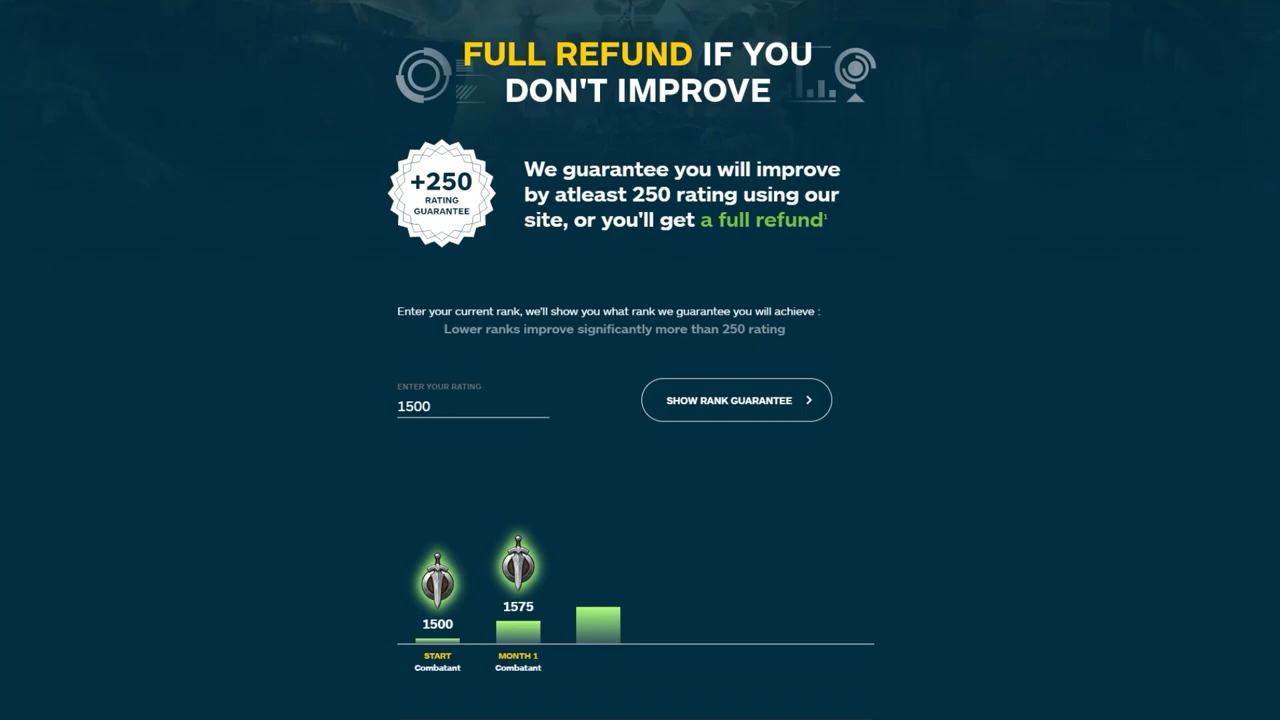 FULL REFUND IF YOU
DON'T IMPROVE
+250
RATING
GUARANTEE
We guarantee you will improve
by atleast 250 rating using our
site, or you'll get a full refund¹
Enter your current rank, we'll show you what rank we guarantee you will achieve :
Lower ranks improve significantly more than 250 rating
ENTER YOUR RATING
1500
SHOW RANK GUARANTEE
1500
1575
START
Combatant
MONTH 1
Combatant